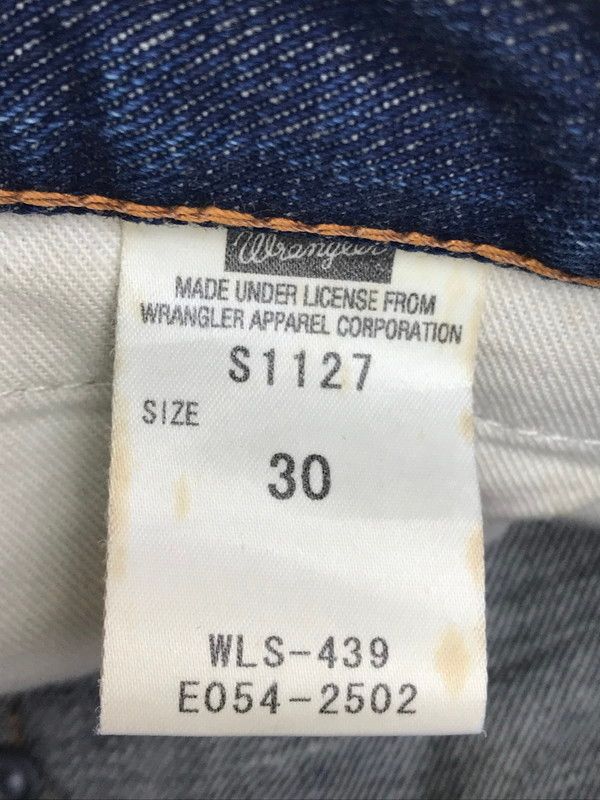 Wrangler
MADE UNDER LICENSE FROM
WRANGLER APPAREL CORPORATION
S1127
SIZE
30
WLS-439
E054-2502